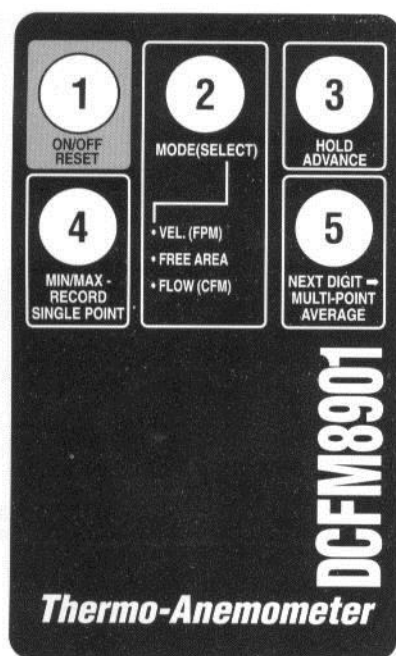 1
ON/OFF
RESET
2
MODE(SELECT)
• VEL. (FPM)
• FREE AREA
• FLOW (CFM)
3
HOLD
ADVANCE
4
MIN/MAX -
RECORD
SINGLE POINT
5
NEXT DIGIT ➡
MULTI-POINT
AVERAGE
DCFM8901
Thermo-Anemometer